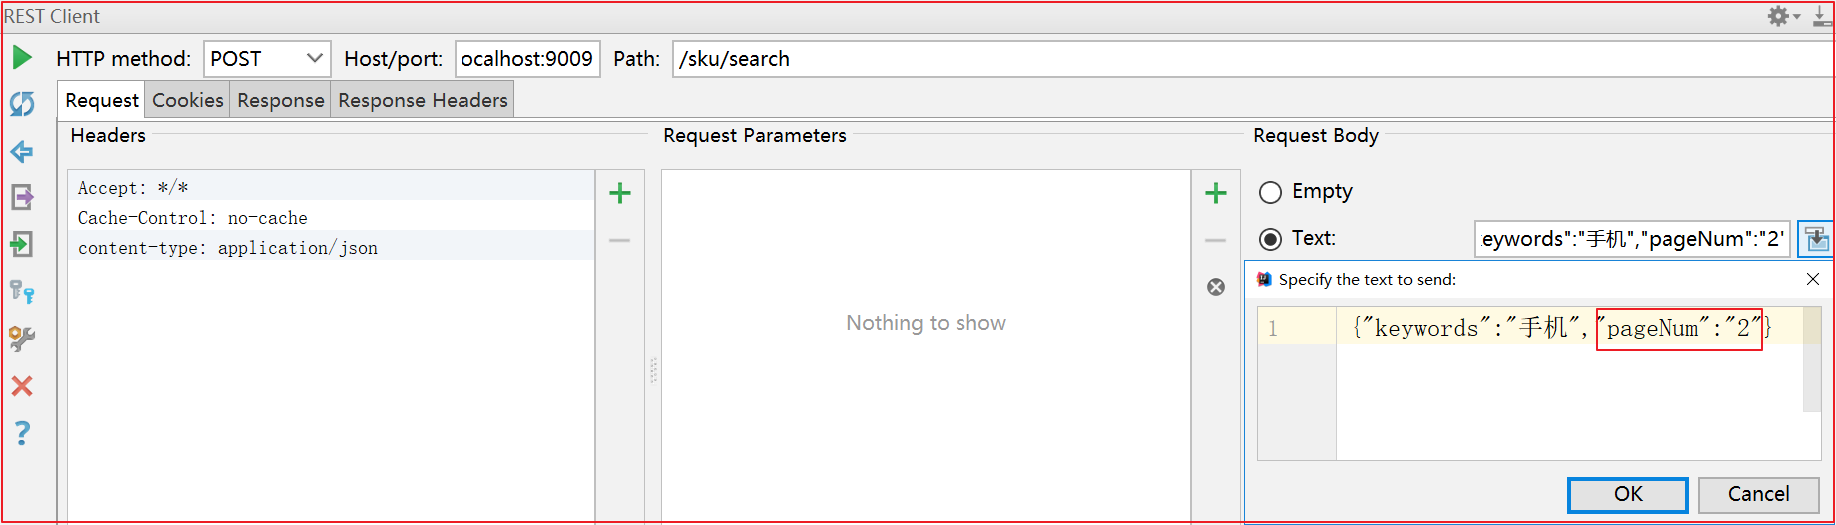 REST Client
HTTP method: POST Host/port: ocalhost:9009 Path: /sku/search
Request Cookies Response Response Headers
Headers
Accept: */*
Cache-Control: no-cache
content-type: application/json
Request Parameters
Nothing to show
Request Body
Empty
Text: eywords":"手机","pageNum":"2"
Specify the text to send:
1 {"keywords":"手机","pageNum":"2"}
OK Cancel